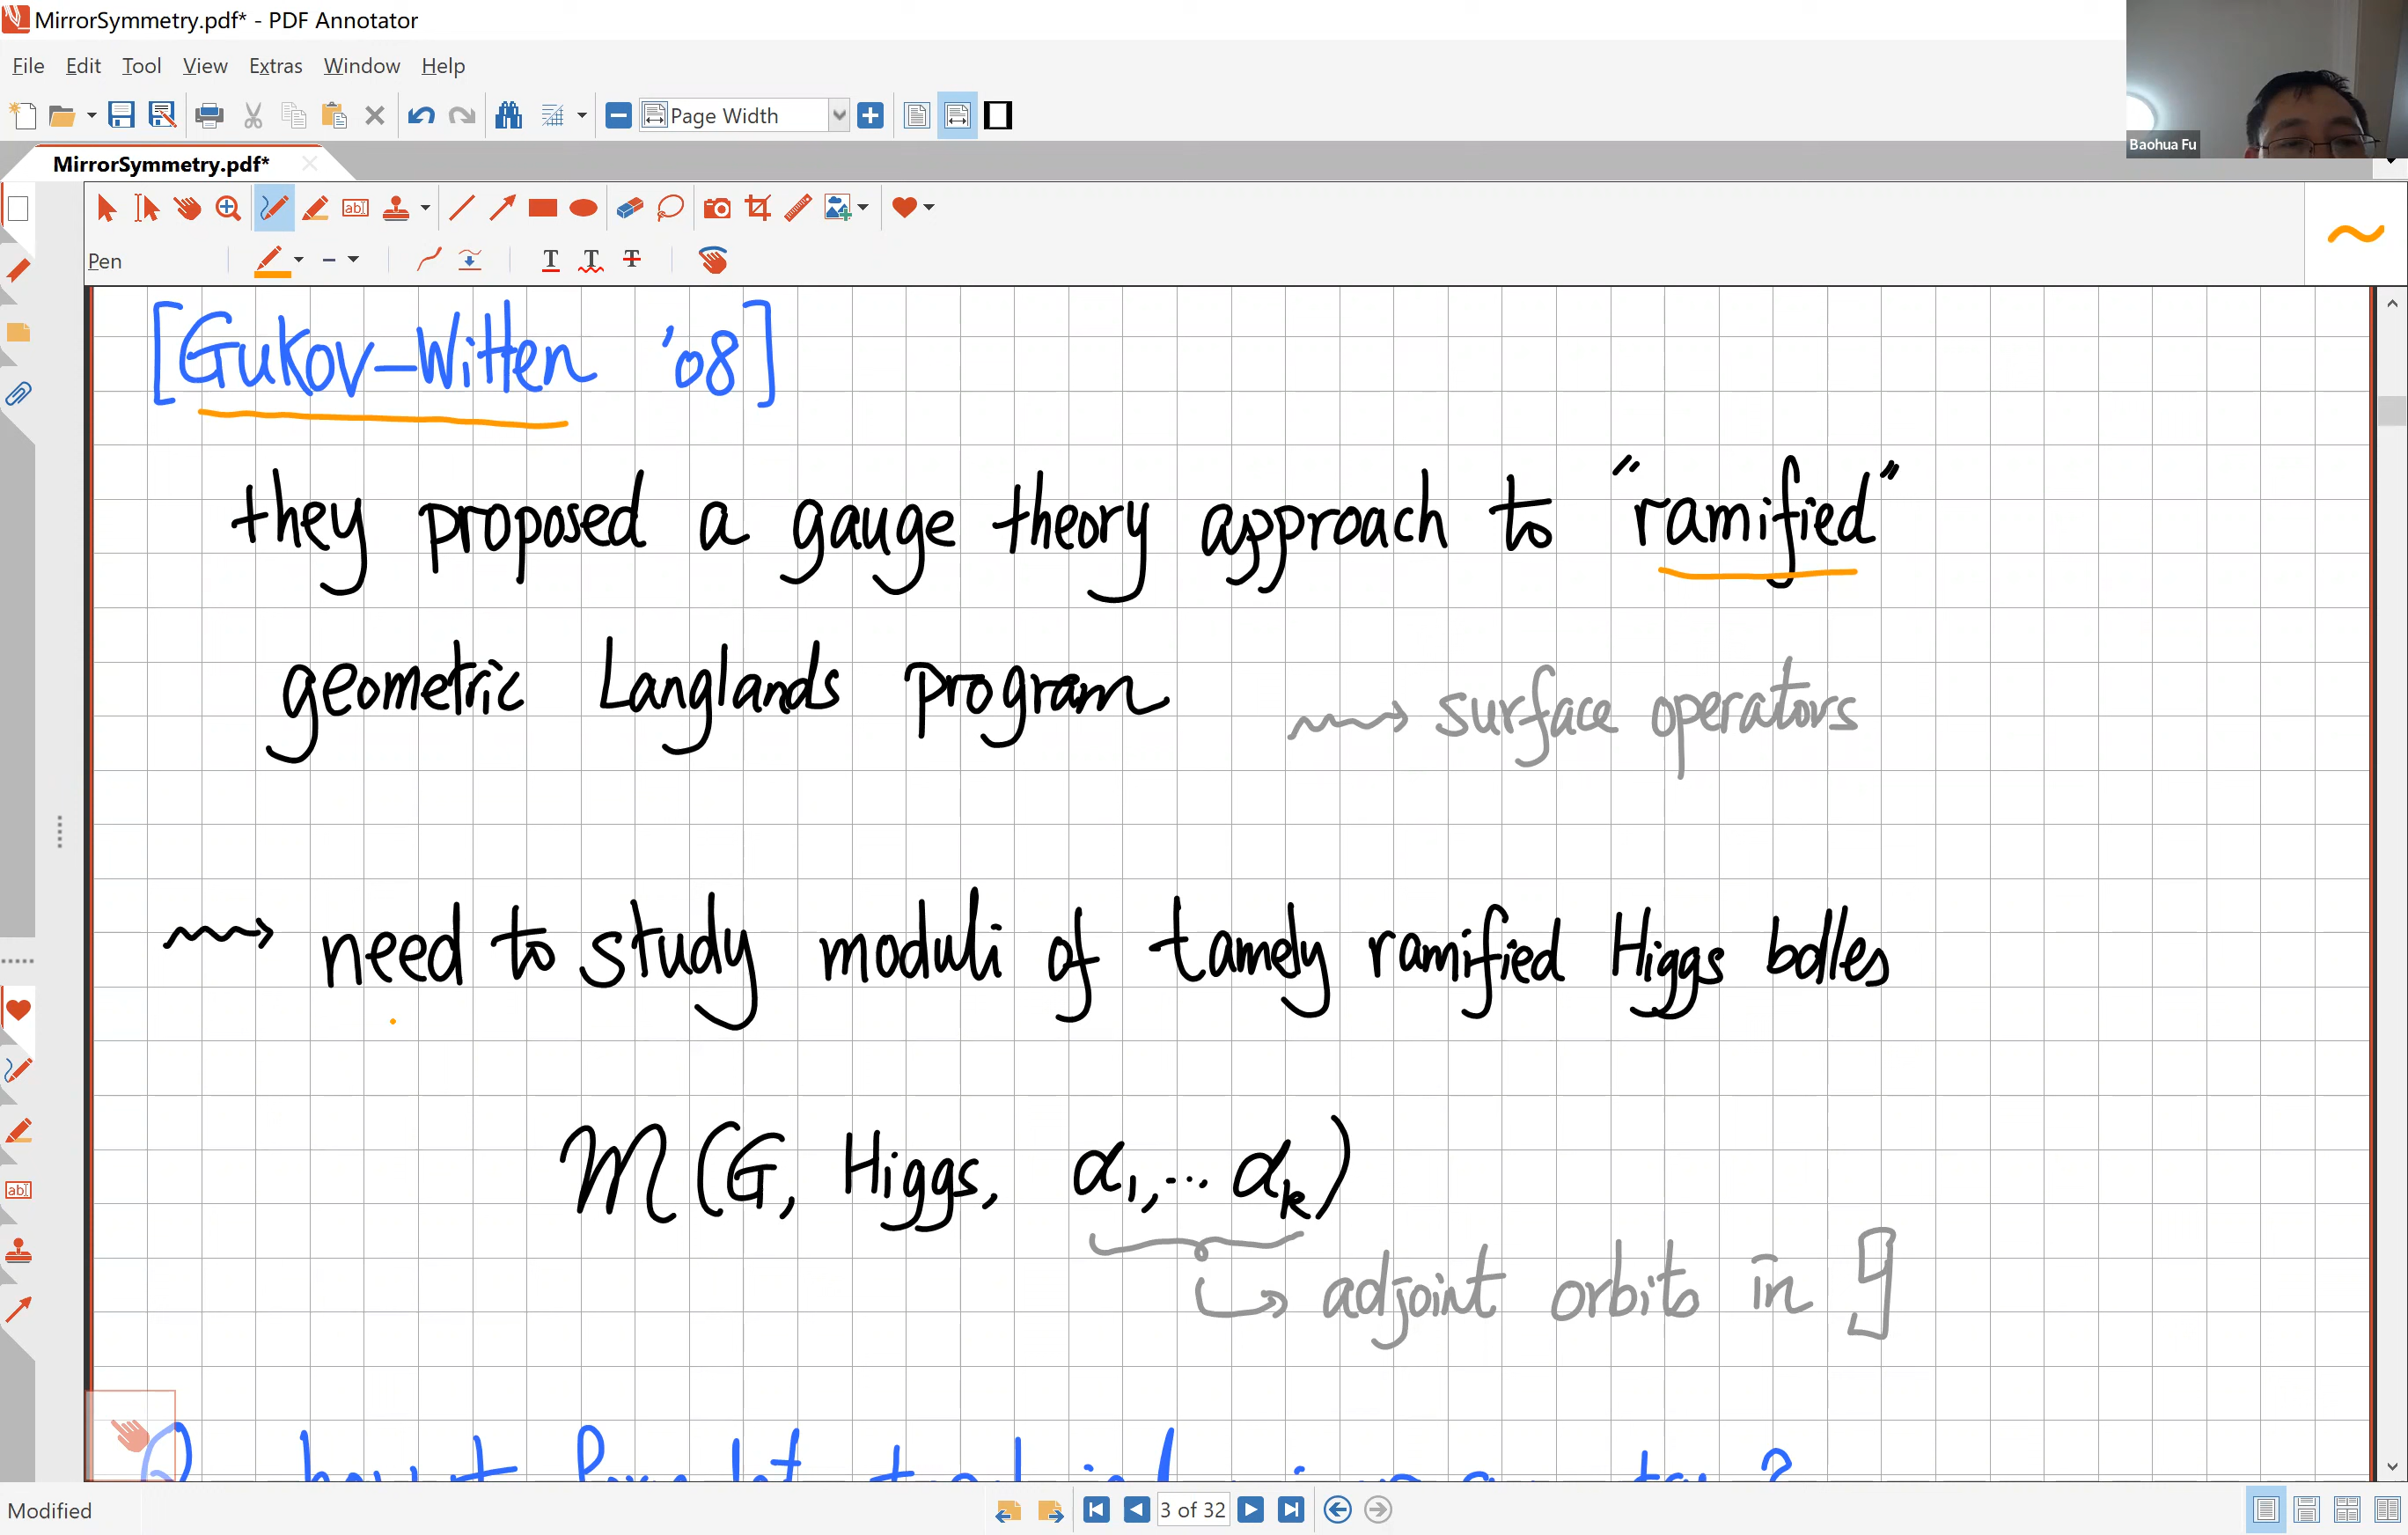 MirrorSymmetry.pdf* - PDF Annotator
File Edit Tool View Extras Window Help
Page Width
Baohua Fu
MirrorSymmetry.pdf*
Pen
[Gukov-Witten '08]
they proposed a gauge theory approach to "ramified"
geometric Langlands program ⇝ surface operators
⇝ need to study moduli of tamely ramified Higgs bdlles
M(G, Higgs, α₁,... αₖ)
↪ adjoint orbits in 𝔤
Modified
3 of 32